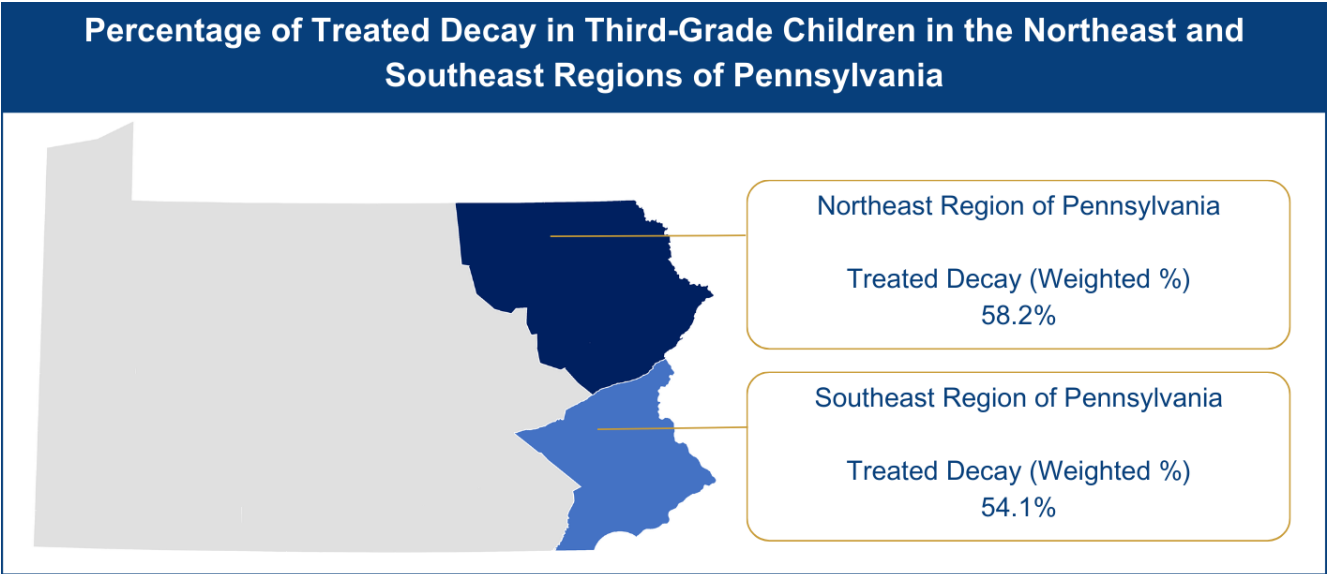 Percentage of Treated Decay in Third-Grade Children in the Northeast and
Southeast Regions of Pennsylvania
Northeast Region of Pennsylvania
Treated Decay (Weighted %)
58.2%
Southeast Region of Pennsylvania
Treated Decay (Weighted %)
54.1%